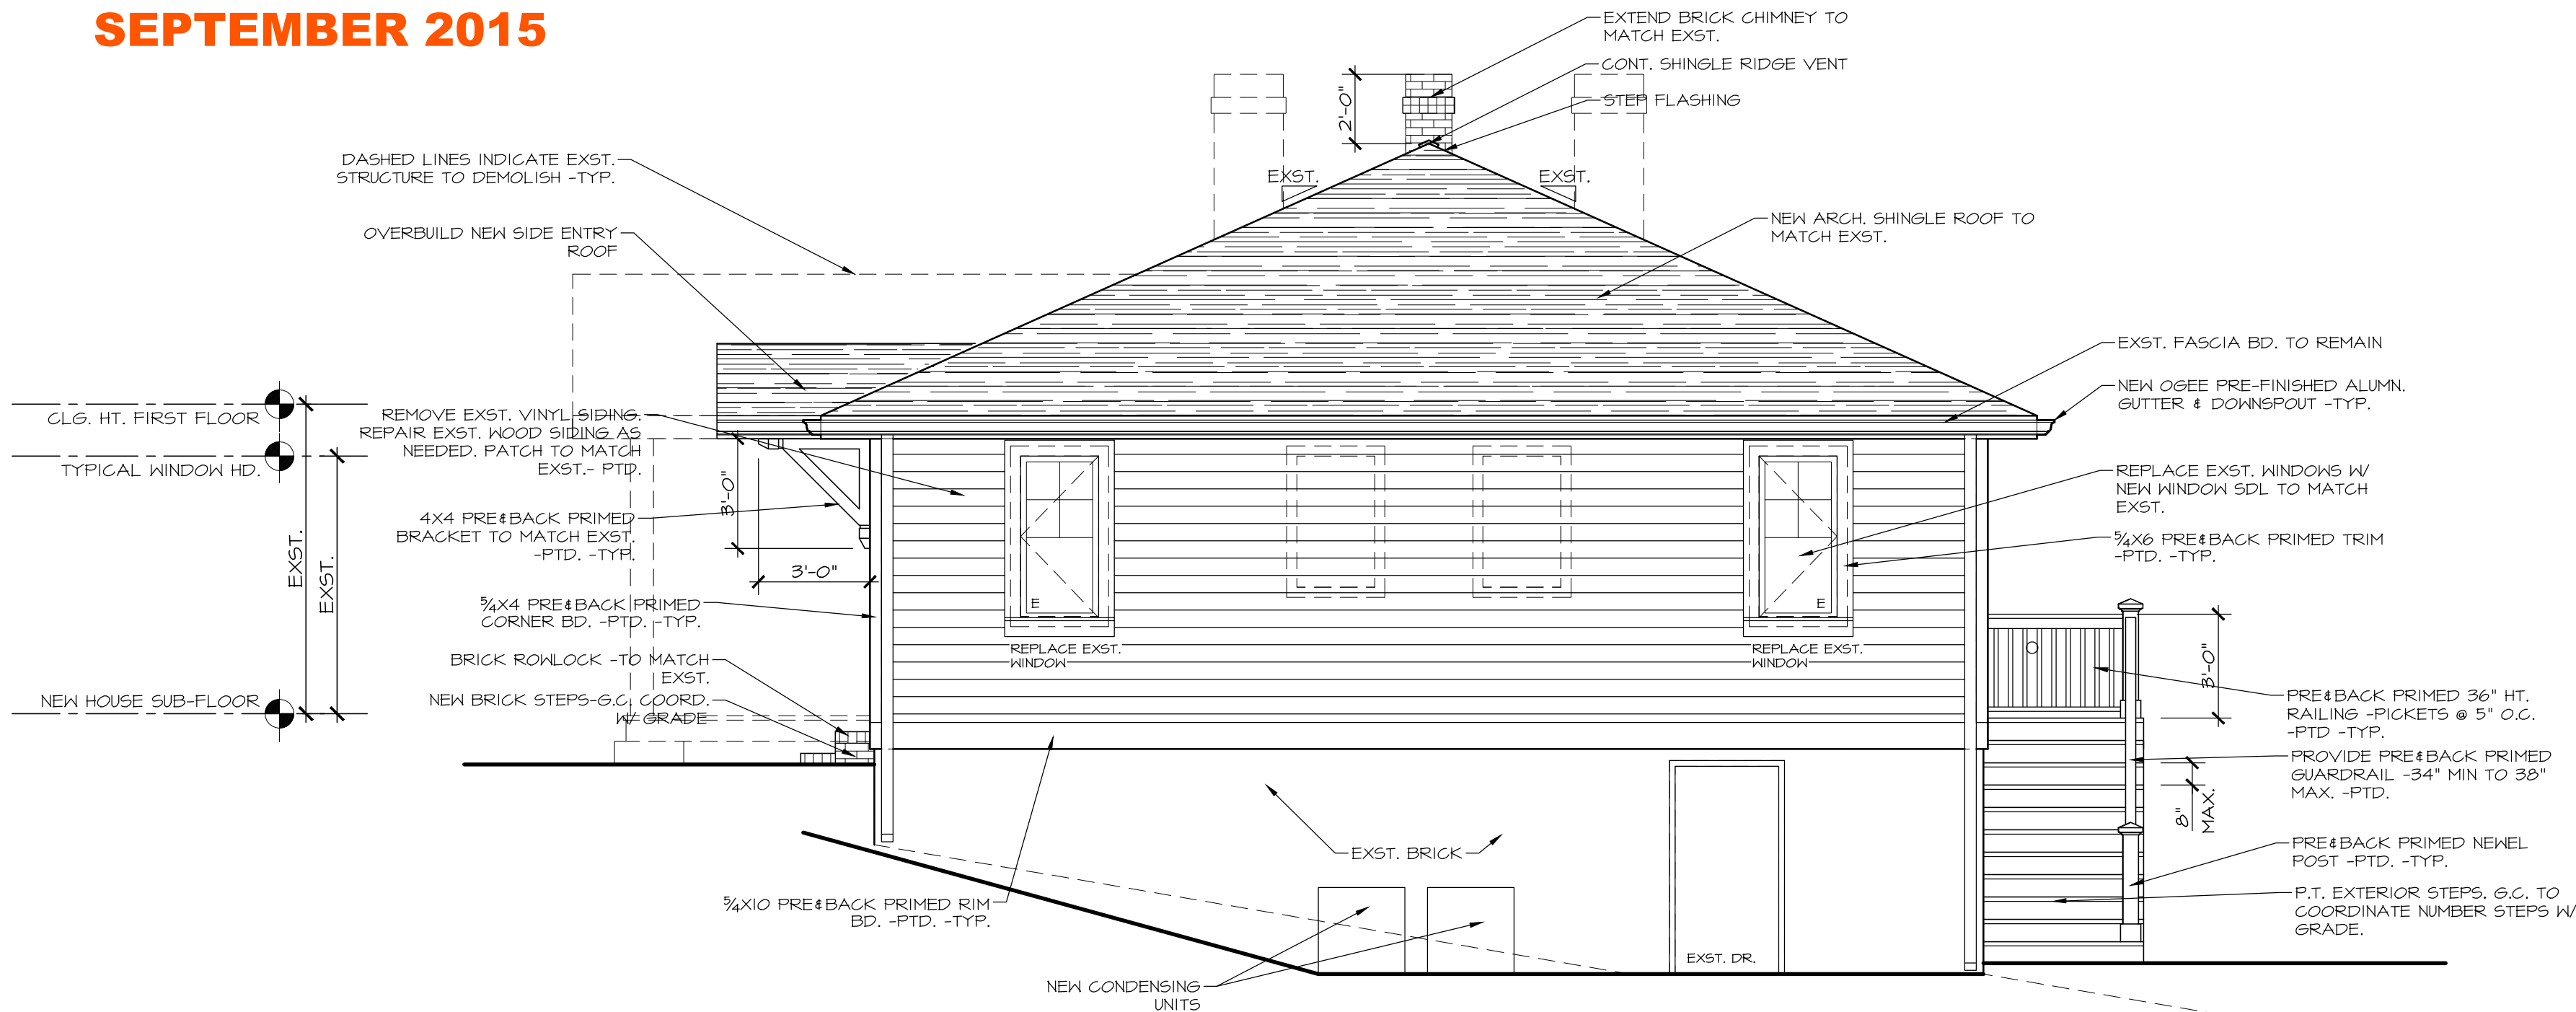 SEPTEMBER 2015
EXTEND BRICK CHIMNEY TO
MATCH EXST.
CONT. SHINGLE RIDGE VENT
STEP FLASHING
2'-0"
DASHED LINES INDICATE EXST.
STRUCTURE TO DEMOLISH -TYP.
EXST.
EXST.
OVERBUILD NEW SIDE ENTRY
ROOF
NEW ARCH. SHINGLE ROOF TO
MATCH EXST.
EXST. FASCIA BD. TO REMAIN
NEW OGEE PRE-FINISHED ALUMN.
GUTTER & DOWNSPOUT -TYP.
CLG. HT. FIRST FLOOR
TYPICAL WINDOW HD.
NEW HOUSE SUB-FLOOR
EXST.
EXST.
REMOVE EXST. VINYL SIDING.
REPAIR EXST. WOOD SIDING AS
NEEDED. PATCH TO MATCH
EXST.- PTD.
3'-0"
4X4 PRE&BACK PRIMED
BRACKET TO MATCH EXST.
-PTD. -TYP.
3'-0"
5/4X4 PRE&BACK PRIMED
CORNER BD. -PTD. -TYP.
BRICK ROWLOCK -TO MATCH
EXST.
NEW BRICK STEPS-G.C. COORD.
W/ GRADE
E
REPLACE EXST.
WINDOW
E
REPLACE EXST.
WINDOW
REPLACE EXST. WINDOWS W/
NEW WINDOW SDL TO MATCH
EXST.
5/4X6 PRE&BACK PRIMED TRIM
-PTD. -TYP.
3'-0"
PRE&BACK PRIMED 36" HT.
RAILING -PICKETS @ 5" O.C.
-PTD -TYP.
PROVIDE PRE&BACK PRIMED
GUARDRAIL -34" MIN TO 38"
MAX. -PTD.
8"
MAX.
PRE&BACK PRIMED NEWEL
POST -PTD. -TYP.
P.T. EXTERIOR STEPS. G.C. TO
COORDINATE NUMBER STEPS W/
GRADE.
EXST. BRICK
5/4X10 PRE&BACK PRIMED RIM
BD. -PTD. -TYP.
EXST. DR.
NEW CONDENSING
UNITS